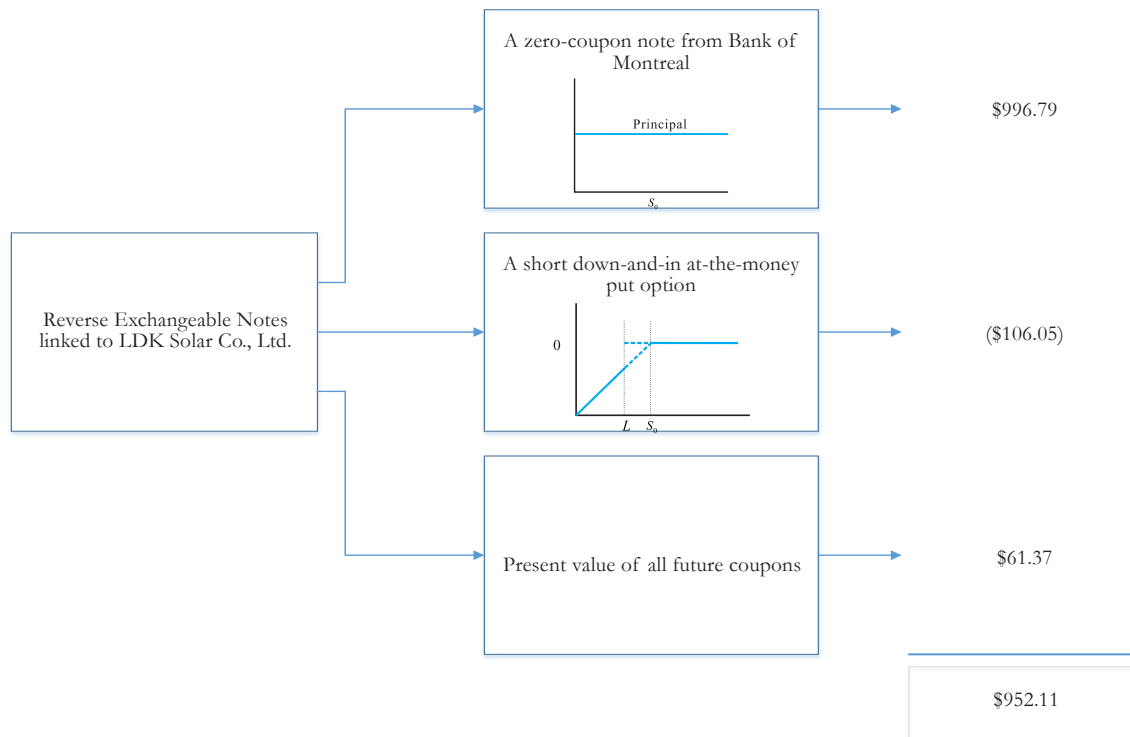 A zero-coupon note from Bank of
Montreal
Principal
S₀
$996.79
Reverse Exchangeable Notes
linked to LDK Solar Co., Ltd.
A short down-and-in at-the-money
put option
0
L S₀
($106.05)
Present value of all future coupons
$61.37
$952.11